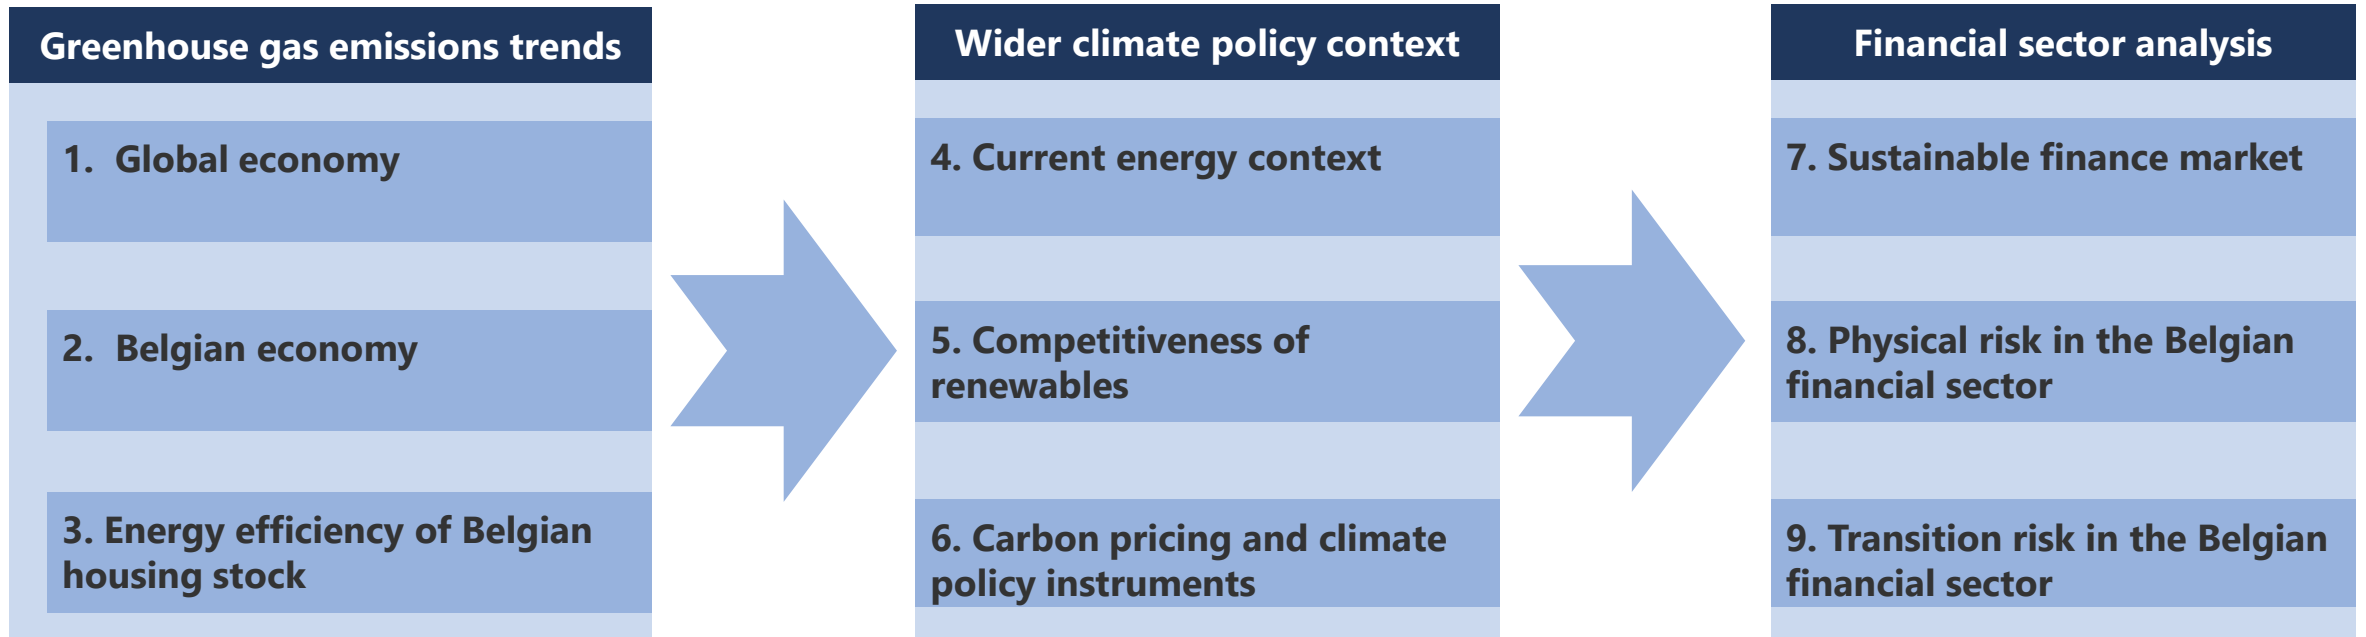 Greenhouse gas emissions trends
1. Global economy
2. Belgian economy
3. Energy efficiency of Belgian
housing stock
Wider climate policy context
4. Current energy context
5. Competitiveness of
renewables
6. Carbon pricing and climate
policy instruments
Financial sector analysis
7. Sustainable finance market
8. Physical risk in the Belgian
financial sector
9. Transition risk in the Belgian
financial sector